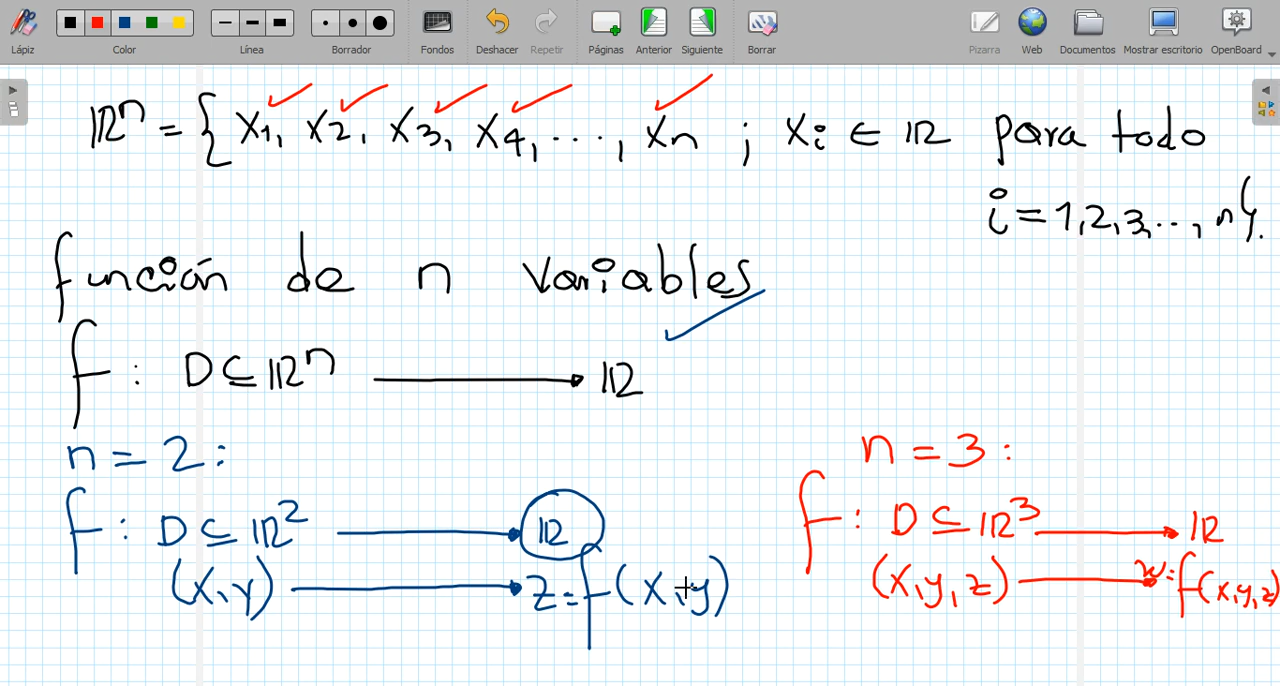 Lápiz Color Línea Borrador Fondos Deshacer Repetir Páginas Anterior Siguiente Borrar Pizarra Web Documentos Mostrar escritorio OpenBoard
ℝⁿ = { x1, x2, x3, x4, ..., xn ; xi ∈ ℝ para todo
i = 1,2,3,..., n}.
función de n variables
f : D ⊆ ℝⁿ → ℝ
n = 2 :
f : D ⊆ ℝ² → ℝ
(x,y) → z = f(x,y)
n = 3 :
f : D ⊆ ℝ³ → ℝ
(x,y,z) → w = f(x,y,z)